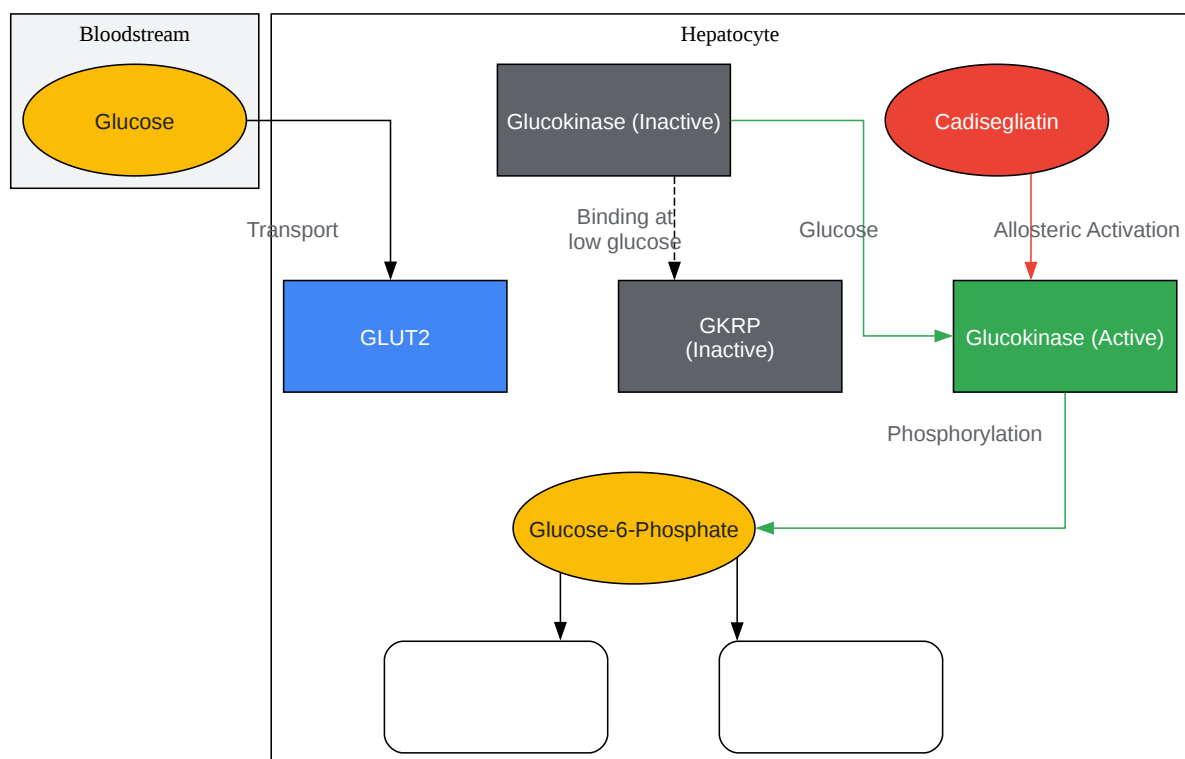 Bloodstream
Hepatocyte
Glucose
Glucokinase (Inactive)
Cadisegliatin
Transport
Binding at
low glucose
Glucose
Allosteric Activation
GLUT2
GKRP
(Inactive)
Glucokinase (Active)
Phosphorylation
Glucose-6-Phosphate